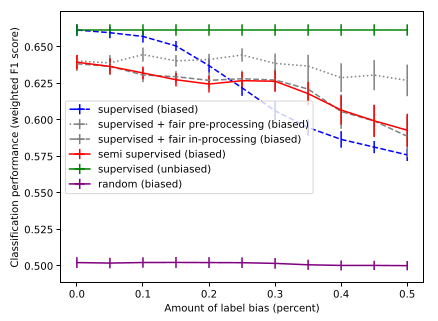 Classification performance (weighted F1 score)
0.650
0.625
0.600
0.575
0.550
0.525
0.500
supervised (biased)
supervised + fair pre-processing (biased)
supervised + fair in-processing (biased)
semi supervised (biased)
supervised (unbiased)
random (biased)
0.0 0.1 0.2 0.3 0.4 0.5
Amount of label bias (percent)